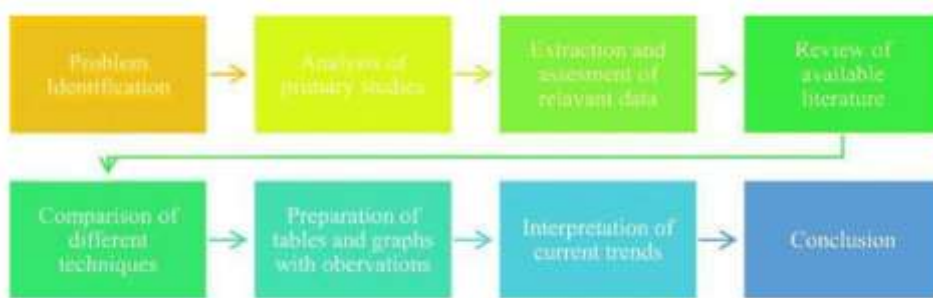 Problem
Identification
Analysis of
primary studies
Extraction and
assesment of
relavant data
Review of
available
literature
Comparison of
different
techniques
Preparation of
tables and graphs
with obervations
Interpretation of
current trends
Conclusion